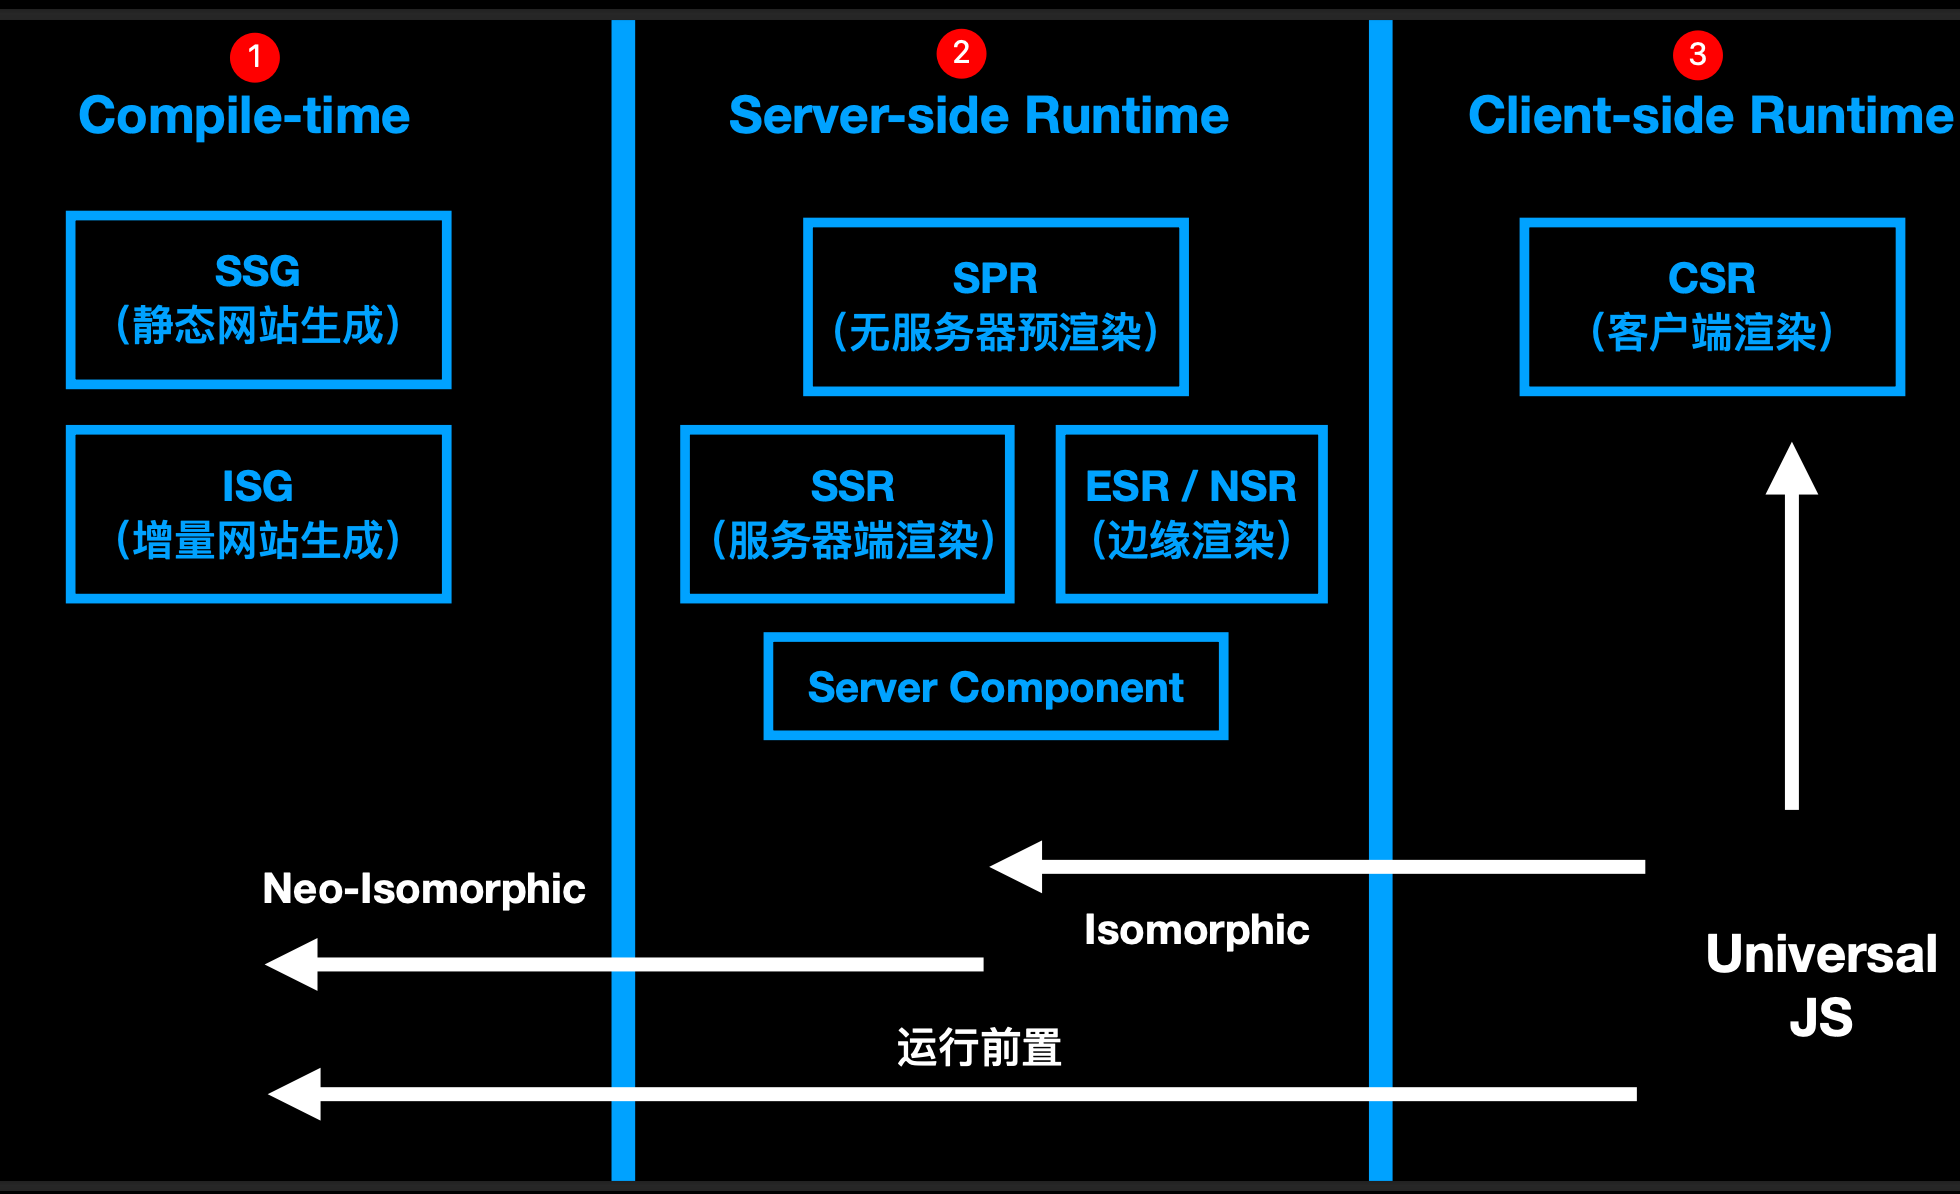 1
Compile-time
SSG
（静态网站生成）
ISG
（增量网站生成）
2
Server-side Runtime
SPR
（无服务器预渲染）
SSR
（服务器端渲染）
ESR / NSR
（边缘渲染）
Server Component
3
Client-side Runtime
CSR
（客户端渲染）
Neo-Isomorphic
Isomorphic
运行前置
Universal
JS